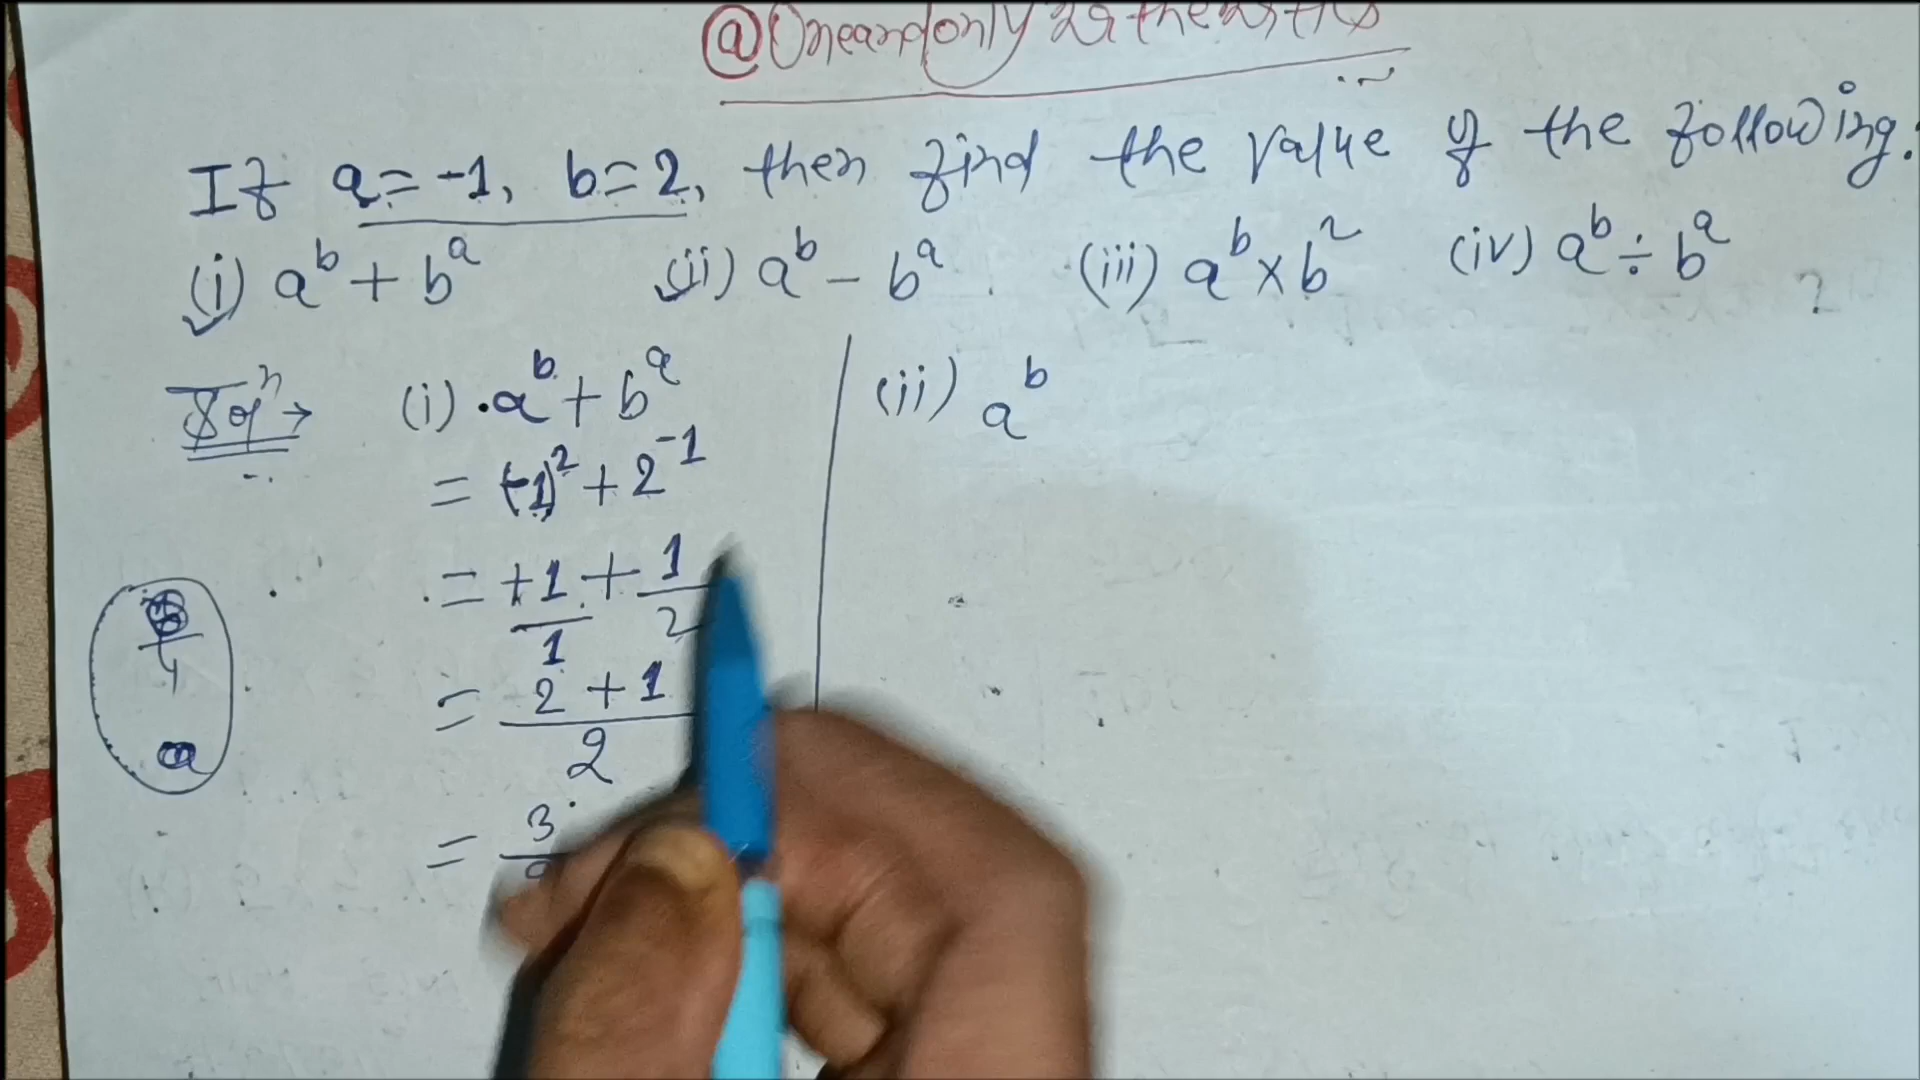 If a=-1, b=2, then find the value of the following:
(i) a^b + b^a (ii) a^b - b^a (iii) a^b × b^2 (iv) a^b ÷ b^a ?
Sol^n → (i) a^b + b^a
= (-1)^2 + 2^-1
= +1/1 + 1/2
= 2 + 1/2
= 3/2
(ii) a^b